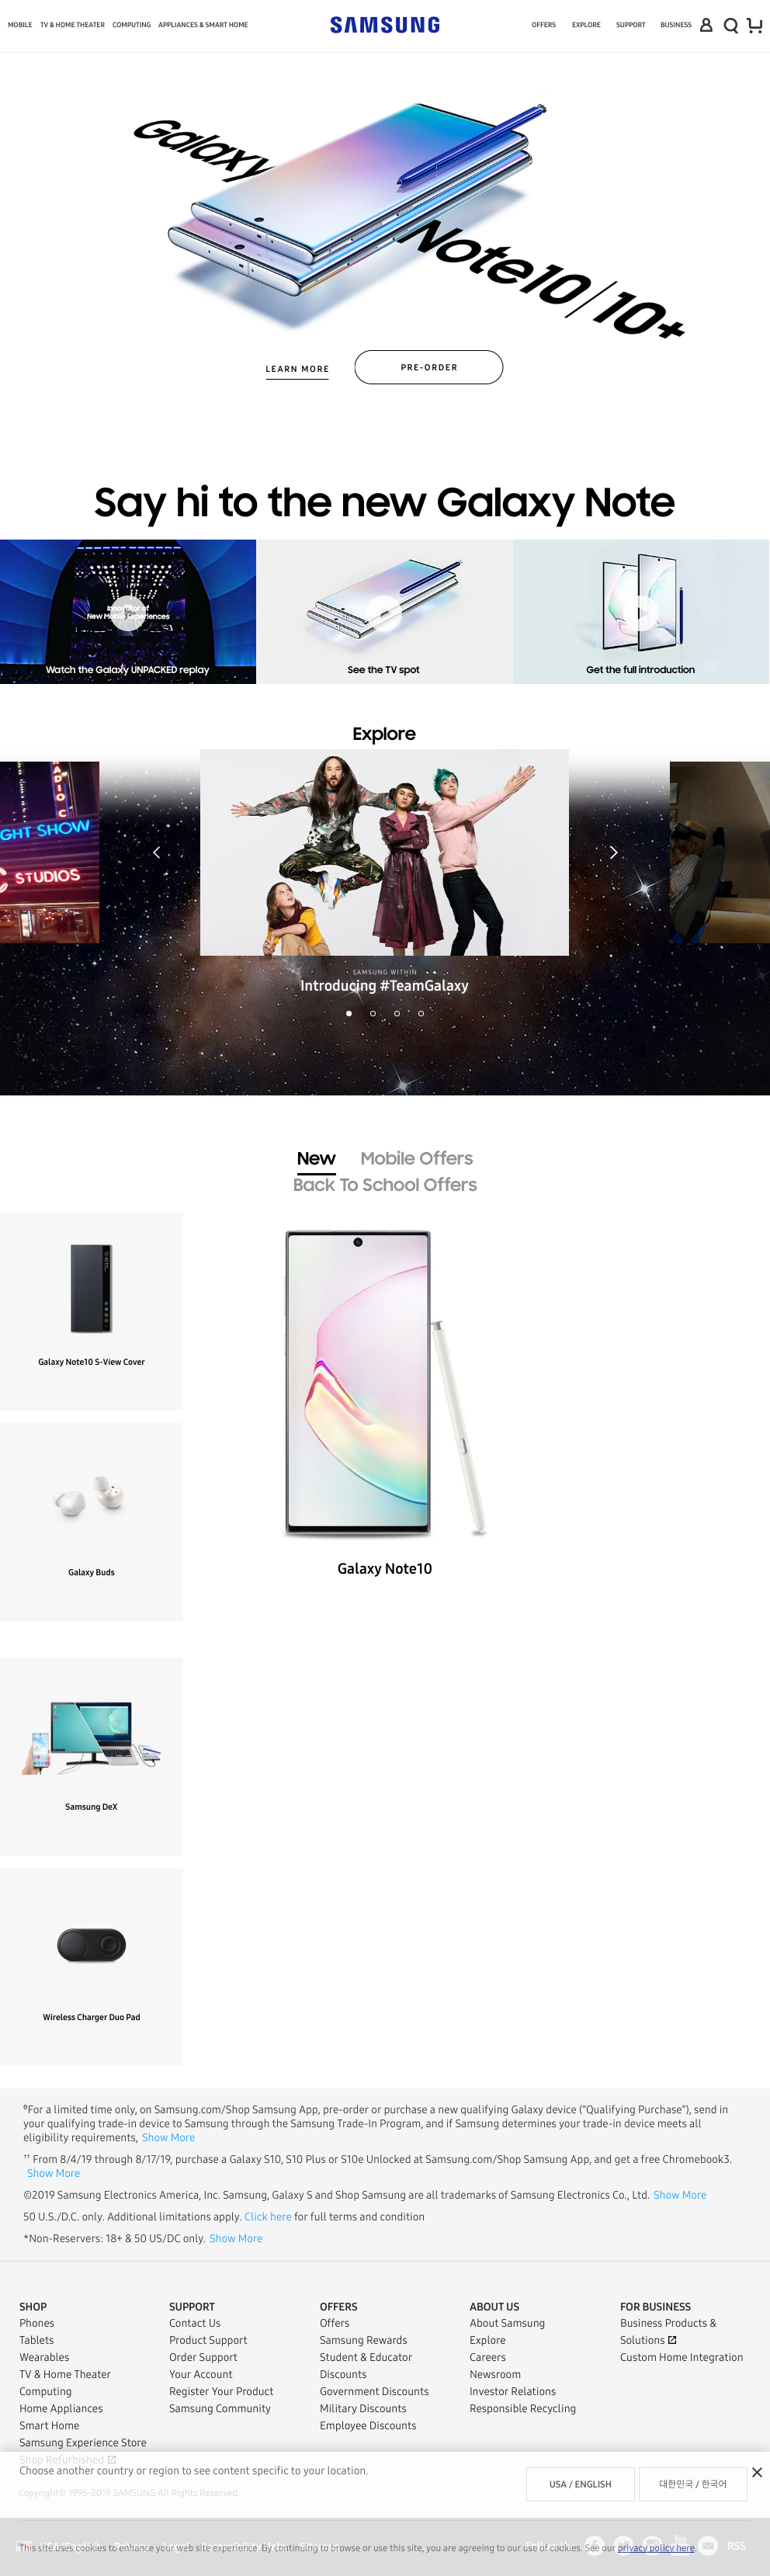 MOBILE TV & HOME THEATER COMPUTING APPLIANCES & SMART HOME SAMSUNG OFFERS EXPLORE SUPPORT BUSINESS
Galaxy
Note10/10+
LEARN MORE PRE-ORDER
Say hi to the new Galaxy Note
Innovator of
New Mobile Experiences
Watch the Galaxy UNPACKED replay
See the TV spot
Get the full introduction
Explore
RADIO C
GHT SHOW
C STUDIOS
SAMSUNG WITHIN
Introducing #TeamGalaxy
New Mobile Offers
Back To School Offers
Galaxy Note10 S-View Cover
Galaxy Buds
Galaxy Note10
Samsung DeX
Wireless Charger Duo Pad
⁰For a limited time only, on Samsung.com/Shop Samsung App, pre-order or purchase a new qualifying Galaxy device (“Qualifying Purchase”), send in
your qualifying trade-in device to Samsung through the Samsung Trade-In Program, and if Samsung determines your trade-in device meets all
eligibility requirements, Show More
†† From 8/4/19 through 8/17/19, purchase a Galaxy S10, S10 Plus or S10e Unlocked at Samsung.com/Shop Samsung App, and get a free Chromebook3.
Show More
©2019 Samsung Electronics America, Inc. Samsung, Galaxy S and Shop Samsung are all trademarks of Samsung Electronics Co., Ltd. Show More
50 U.S./D.C. only. Additional limitations apply. Click here for full terms and condition
*Non-Reservers: 18+ & 50 US/DC only. Show More
SHOP
Phones
Tablets
Wearables
TV & Home Theater
Computing
Home Appliances
Smart Home
Samsung Experience Store
Shop Refurbished
SUPPORT
Contact Us
Product Support
Order Support
Your Account
Register Your Product
Samsung Community
OFFERS
Offers
Samsung Rewards
Student & Educator
Discounts
Government Discounts
Military Discounts
Employee Discounts
ABOUT US
About Samsung
Explore
Careers
Newsroom
Investor Relations
Responsible Recycling
FOR BUSINESS
Business Products &
Solutions
Custom Home Integration
Choose another country or region to see content specific to your location.
USA / ENGLISH 대한민국 / 한국어
Copyright© 1995-2019 SAMSUNG All Rights Reserved.
This site uses cookies to enhance your web site experience. By continuing to browse or use this site, you are agreeing to our use of cookies. See our privacy policy here.
RSS